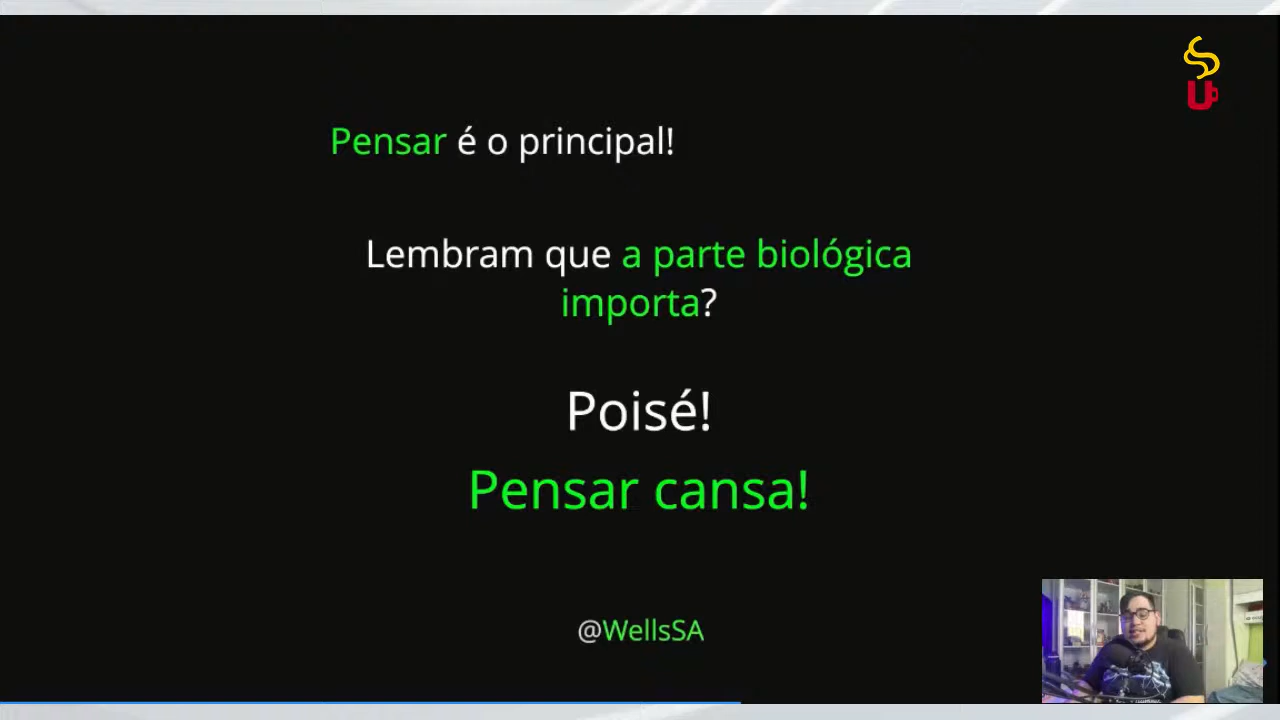 Pensar é o principal!
Lembram que a parte biológica
importa?
Poisé!
Pensar cansa!
@WellsSA